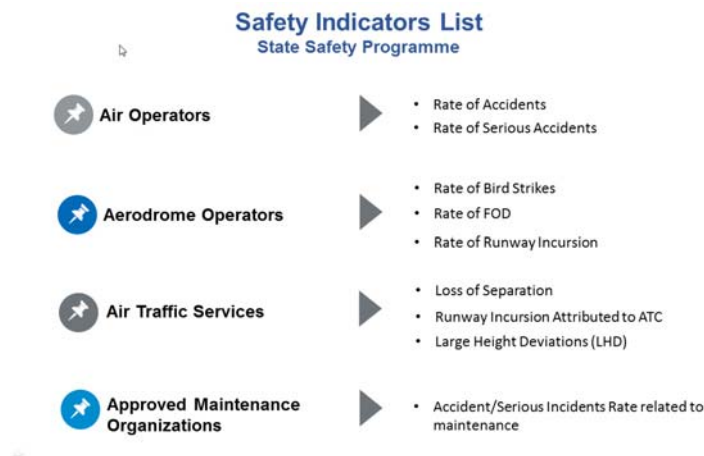 Safety Indicators List
State Safety Programme
Air Operators
• Rate of Accidents
• Rate of Serious Accidents
Aerodrome Operators
• Rate of Bird Strikes
• Rate of FOD
• Rate of Runway Incursion
Air Traffic Services
• Loss of Separation
• Runway Incursion Attributed to ATC
• Large Height Deviations (LHD)
Approved Maintenance
Organizations
• Accident/Serious Incidents Rate related to
maintenance